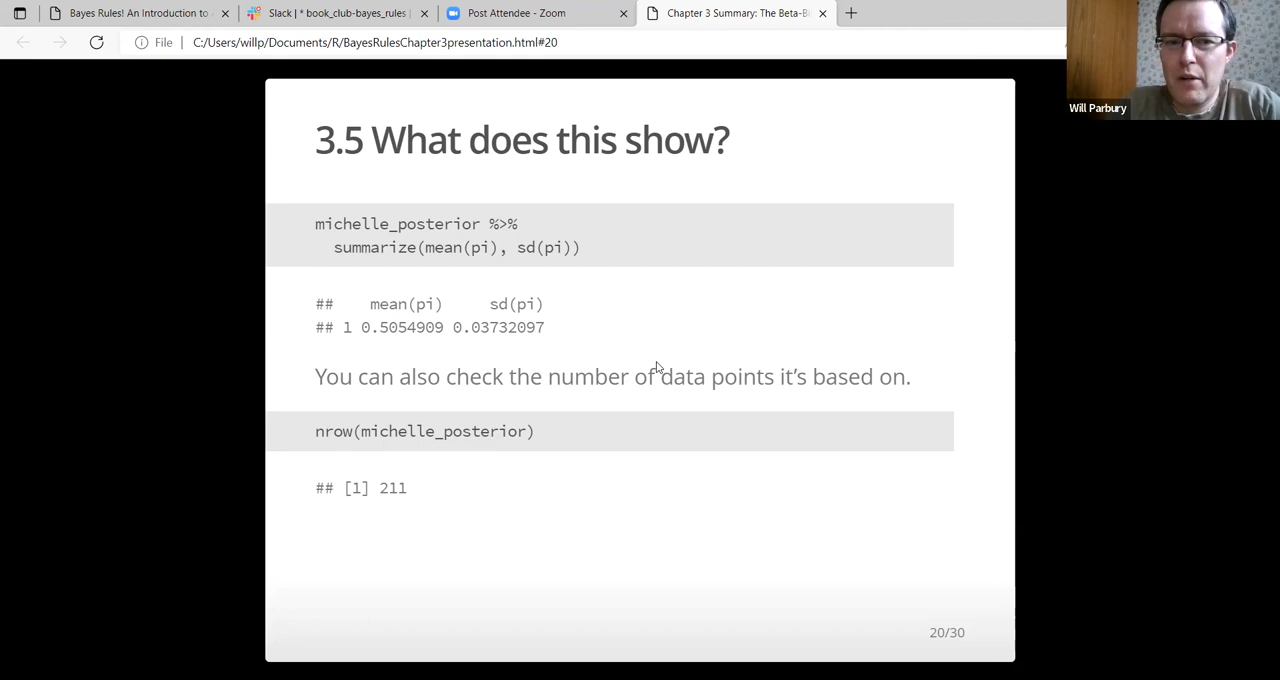 Bayes Rules! An Introduction to
Slack | * book_club-bayes_rules |
Post Attendee - Zoom
Chapter 3 Summary: The Beta-Bi
File
C:/Users/willp/Documents/R/BayesRulesChapter3presentation.html#20
Will Parbury
3.5 What does this show?
michelle_posterior %>%
summarize(mean(pi), sd(pi))
## mean(pi) sd(pi)
## 1 0.5054909 0.03732097
You can also check the number of data points it's based on.
nrow(michelle_posterior)
## [1] 211
20/30